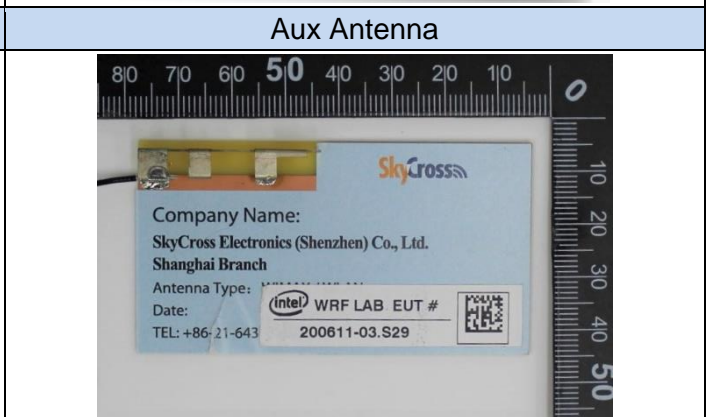 Aux Antenna
80 70 60 50 40 30 20 10 0
10
20
30
40
50
SkyCross
Company Name:
SkyCross Electronics (Shenzhen) Co., Ltd.
Shanghai Branch
Antenna Type:
Date:
TEL: +86-21-643
intel WRF LAB EUT #
200611-03.S29